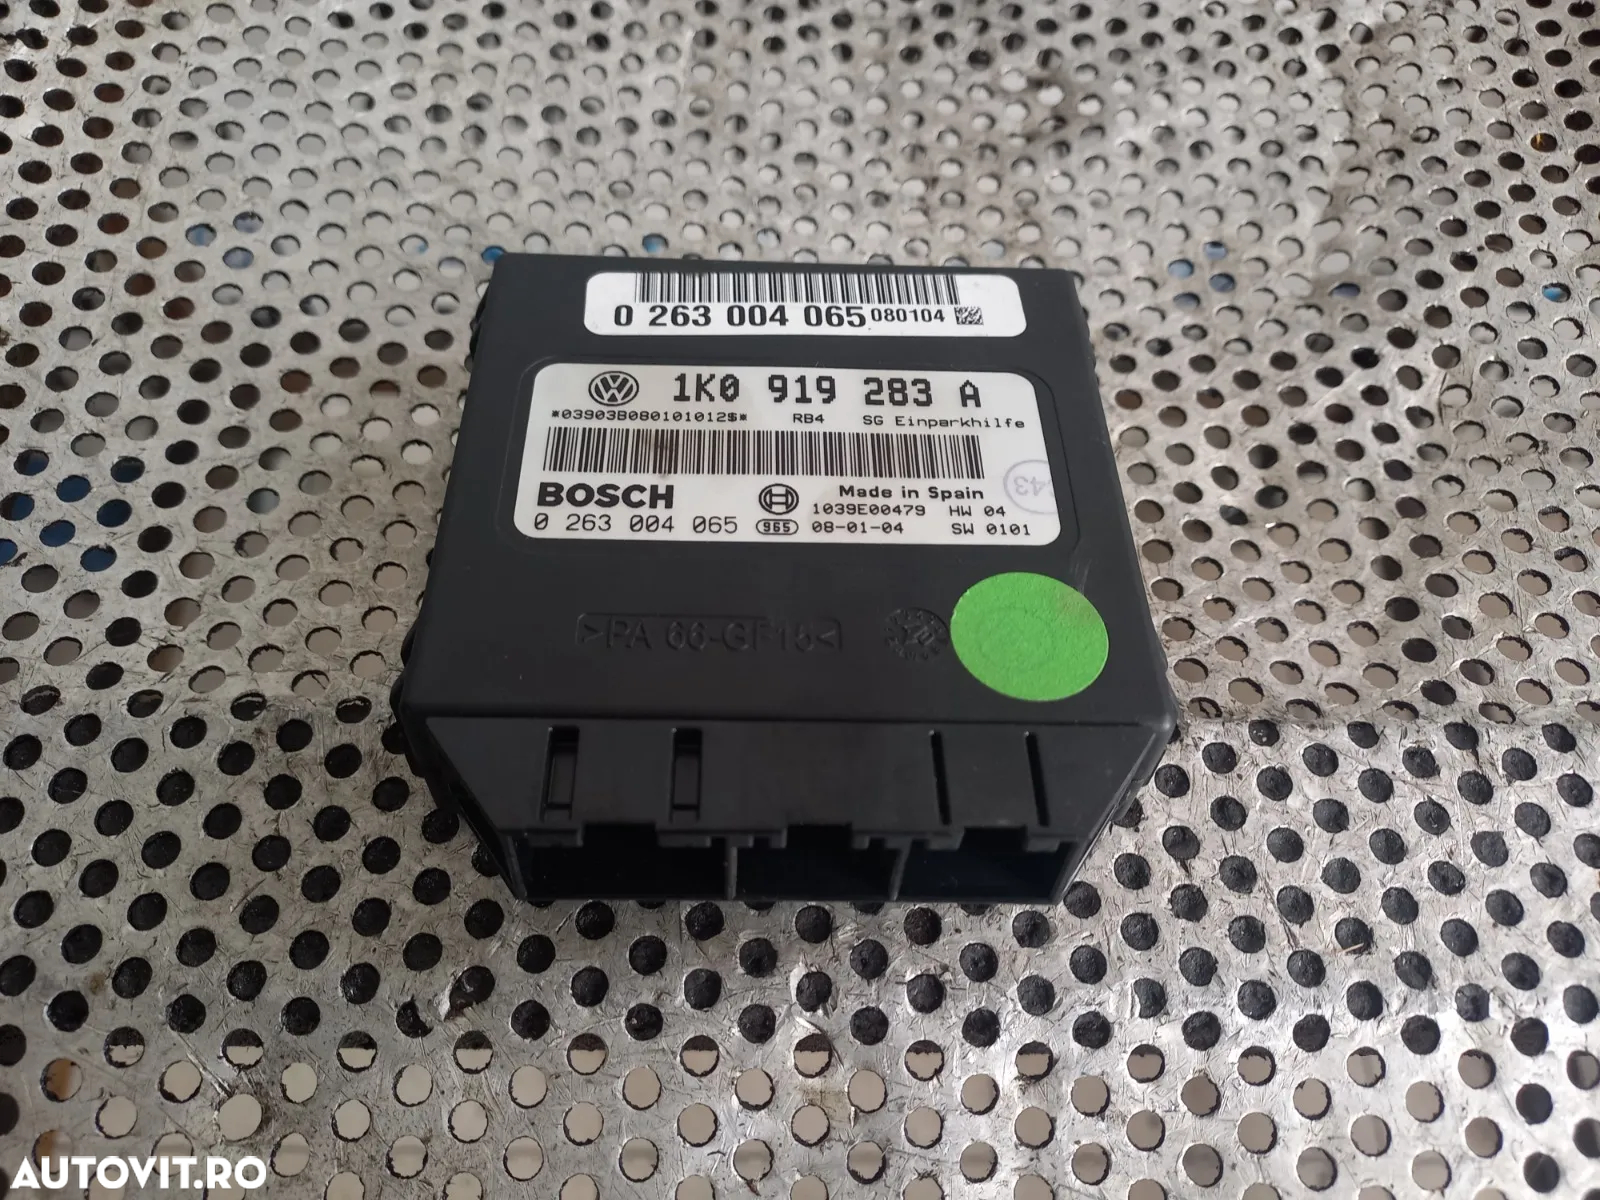 0 263 004 065 080104
1K0 919 283 A
*03903B080101012$* RB4 SG Einparkhilfe
BOSCH
Made in Spain
1039E00479 HW 04
0 263 004 065 965 08-01-04 SW 0101
43
>PA 66-GF15<
AUTOVIT.RO